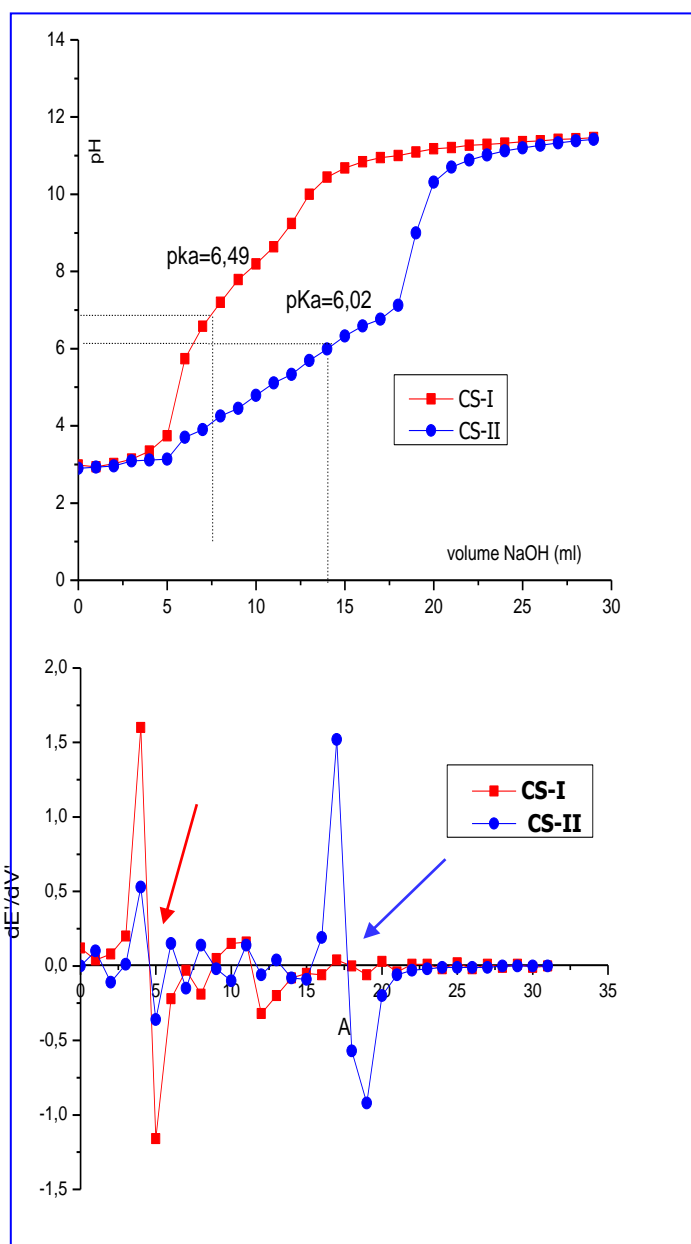 14
12
pH
10
8
6
4
2
0
pka=6,49
pKa=6,02
CS-I
CS-II
volume NaOH (ml)
0 5 10 15 20 25 30
2,0
1,5
1,0
0,5
0,0
-0,5
-1,0
-1,5
dE'/dV'
CS-I
CS-II
0 5 10 15 20 25 30 35
A